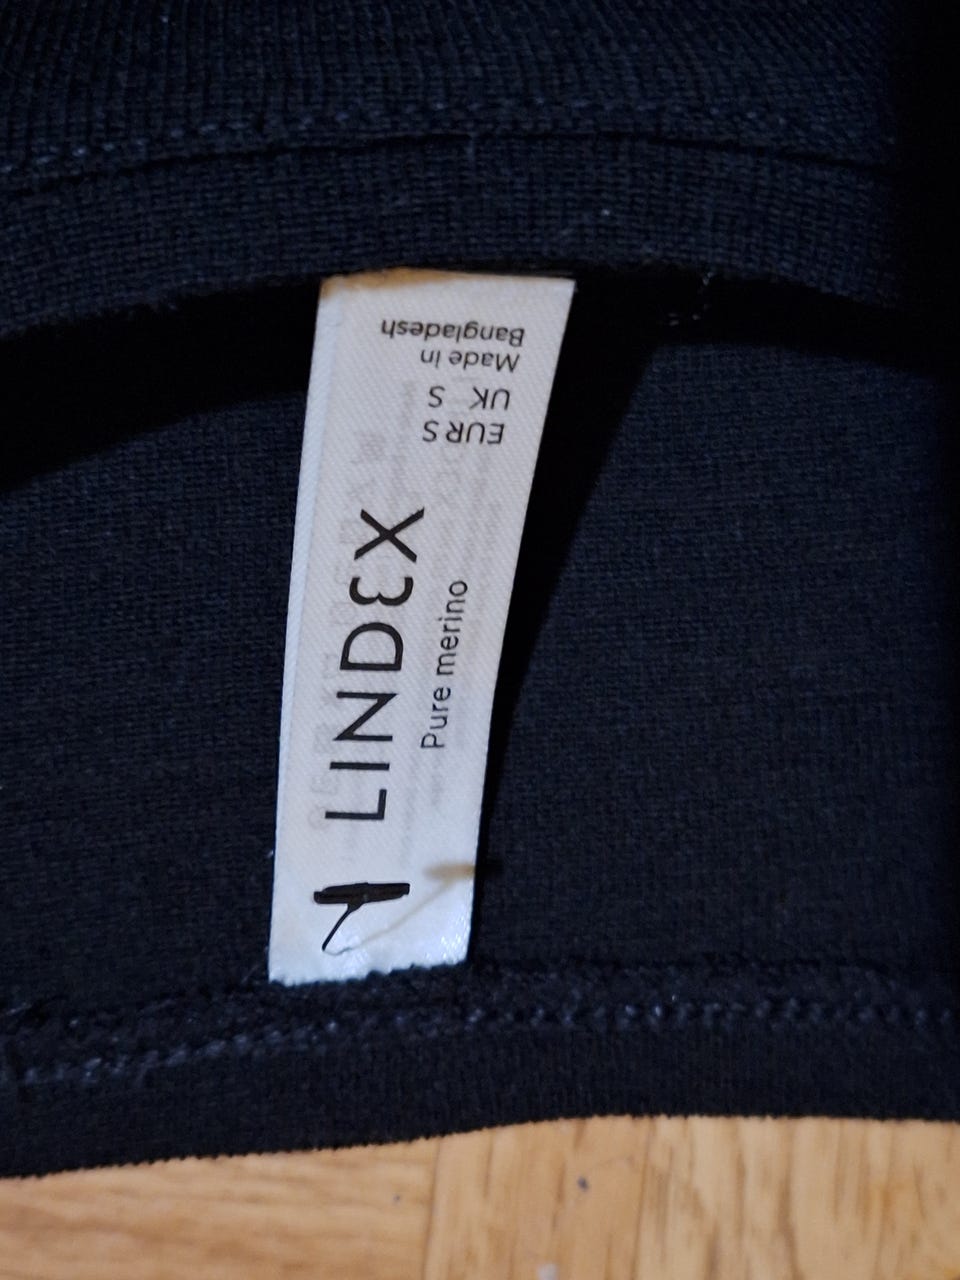 LINDEX
Pure merino
EUR S
UK S
Made in
Bangladesh